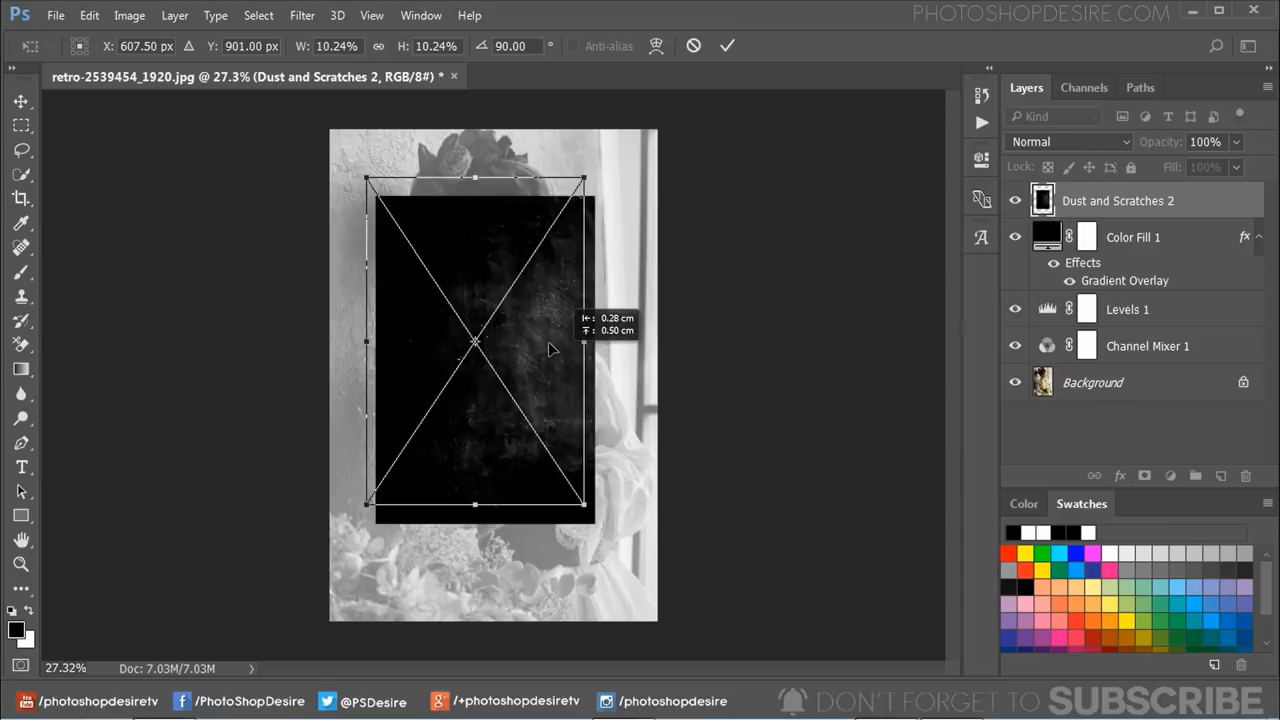 Ps File Edit Image Layer Type Select Filter 3D View Window Help PHOTOSHOPDESIRE.COM
X: 607.50 px Y: 901.00 px W: 10.24% H: 10.24% 90.00 ° Anti-alias
retro-2539454_1920.jpg @ 27.3% (Dust and Scratches 2, RGB/8#) * ×
Layers Channels Paths
Kind
Normal Opacity: 100%
Lock: Fill: 100%
Dust and Scratches 2
Color Fill 1 fx
Effects
Gradient Overlay
Levels 1
Channel Mixer 1
Background
fx
Color Swatches
A
T
0.28 cm
0.50 cm
27.32% Doc: 7.03M/7.03M
You Tube /photoshopdesiretv f /PhotoShopDesire @PSDesire g+ /+photoshopdesiretv /photoshopdesire DON'T FORGET TO SUBSCRIBE